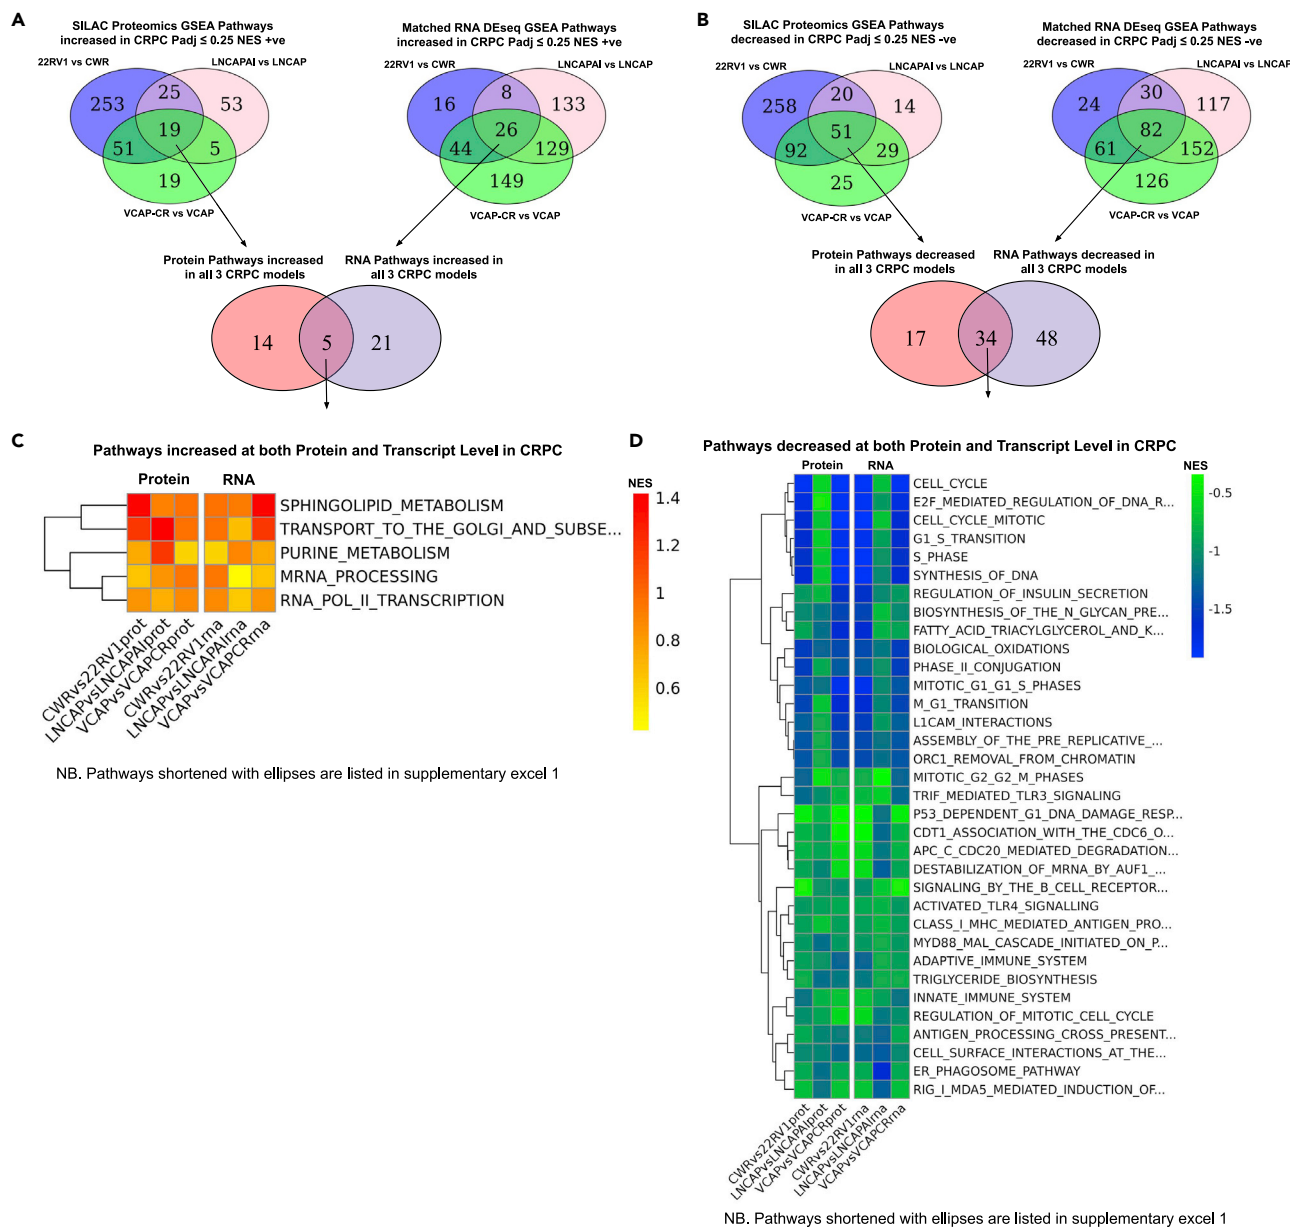 A
SILAC Proteomics GSEA Pathways
increased in CRPC Padj ≤ 0.25 NES +ve
22RV1 vs CWR
LNCAPAI vs LNCAP
253
25
53
19
51
5
19
VCAP-CR vs VCAP
Matched RNA DEseq GSEA Pathways
increased in CRPC Padj ≤ 0.25 NES +ve
22RV1 vs CWR
LNCAPAI vs LNCAP
16
8
133
26
44
129
149
VCAP-CR vs VCAP
Protein Pathways increased
in all 3 CRPC models
RNA Pathways increased in
all 3 CRPC models
14
5
21
B
SILAC Proteomics GSEA Pathways
decreased in CRPC Padj ≤ 0.25 NES -ve
22RV1 vs CWR
LNCAPAI vs LNCAP
258
20
14
51
92
29
25
VCAP-CR vs VCAP
Matched RNA DEseq GSEA Pathways
decreased in CRPC Padj ≤ 0.25 NES -ve
22RV1 vs CWR
LNCAPAI vs LNCAP
24
30
117
82
61
152
126
VCAP-CR vs VCAP
Protein Pathways decreased
in all 3 CRPC models
RNA Pathways decreased in
all 3 CRPC models
17
34
48
C
Pathways increased at both Protein and Transcript Level in CRPC
Protein
RNA
NES
SPHINGOLIPID_METABOLISM
TRANSPORT_TO_THE_GOLGI_AND_SUBSE...
PURINE_METABOLISM
MRNA_PROCESSING
RNA_POL_II_TRANSCRIPTION
1.4
1.2
1
0.8
0.6
CWRvs22RV1prot
LNCAPvsLNCAPAIprot
VCAPvsVCAPCRprot
CWRvs22RV1rna
LNCAPvsLNCAPAIrna
VCAPvsVCAPCRrna
NB. Pathways shortened with ellipses are listed in supplementary excel 1
D
Pathways decreased at both Protein and Transcript Level in CRPC
Protein
RNA
NES
-0.5
-1
-1.5
CELL_CYCLE
E2F_MEDIATED_REGULATION_OF_DNA_R...
CELL_CYCLE_MITOTIC
G1_S_TRANSITION
S_PHASE
SYNTHESIS_OF_DNA
REGULATION_OF_INSULIN_SECRETION
BIOSYNTHESIS_OF_THE_N_GLYCAN_PRE...
FATTY_ACID_TRIACYLGLYCEROL_AND_K...
BIOLOGICAL_OXIDATIONS
PHASE_II_CONJUGATION
MITOTIC_G1_G1_S_PHASES
M_G1_TRANSITION
L1CAM_INTERACTIONS
ASSEMBLY_OF_THE_PRE_REPLICATIVE_...
ORC1_REMOVAL_FROM_CHROMATIN
MITOTIC_G2_G2_M_PHASES
TRIF_MEDIATED_TLR3_SIGNALING
P53_DEPENDENT_G1_DNA_DAMAGE_RESP...
CDT1_ASSOCIATION_WITH_THE_CDC6_O...
APC_C_CDC20_MEDIATED_DEGRADATION...
DESTABILIZATION_OF_MRNA_BY_AUF1_...
SIGNALING_BY_THE_B_CELL_RECEPTOR...
ACTIVATED_TLR4_SIGNALLING
CLASS_I_MHC_MEDIATED_ANTIGEN_PRO...
MYD88_MAL_CASCADE_INITIATED_ON_P...
ADAPTIVE_IMMUNE_SYSTEM
TRIGLYCERIDE_BIOSYNTHESIS
INNATE_IMMUNE_SYSTEM
REGULATION_OF_MITOTIC_CELL_CYCLE
ANTIGEN_PROCESSING_CROSS_PRESENT...
CELL_SURFACE_INTERACTIONS_AT_THE...
ER_PHAGOSOME_PATHWAY
RIG_I_MDA5_MEDIATED_INDUCTION_OF...
CWRvs22RV1prot
LNCAPvsLNCAPAIprot
VCAPvsVCAPCRprot
CWRvs22RV1rna
LNCAPvsLNCAPAIrna
VCAPvsVCAPCRrna
NB. Pathways shortened with ellipses are listed in supplementary excel 1